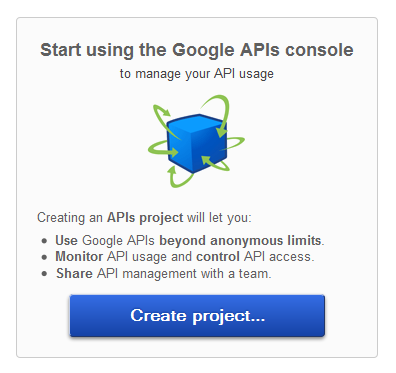 Start using the Google APIs console
to manage your API usage
Creating an APIs project will let you:
• Use Google APIs beyond anonymous limits.
• Monitor API usage and control API access.
• Share API management with a team.
Create project...